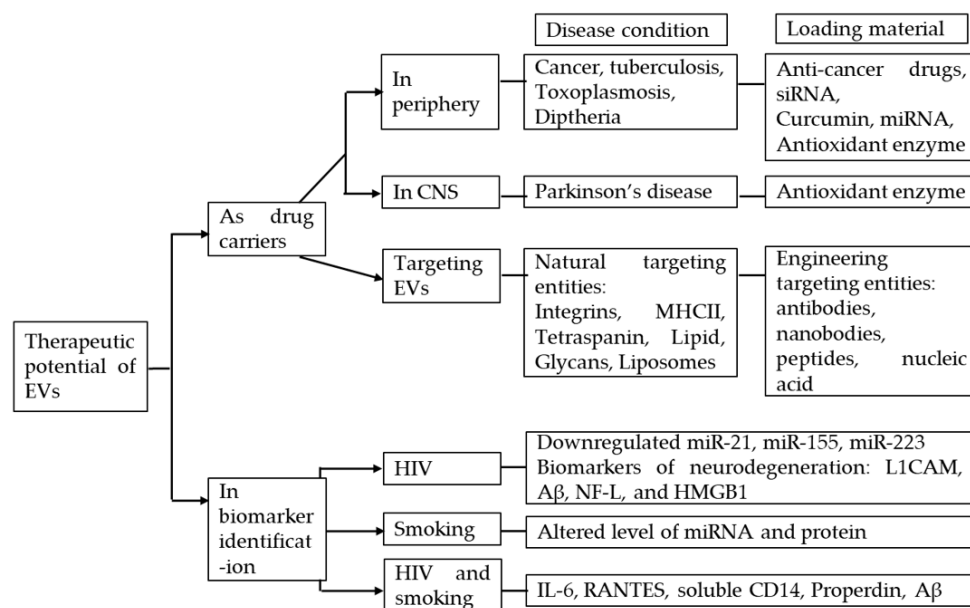 Disease condition
Loading material
In
periphery
Cancer, tuberculosis,
Toxoplasmosis,
Diptheria
Anti-cancer drugs,
siRNA,
Curcumin, miRNA,
Antioxidant enzyme
In CNS
Parkinson's disease
Antioxidant enzyme
As drug
carriers
Targeting
EVs
Natural targeting
entities:
Integrins, MHCII,
Tetraspanin, Lipid,
Glycans, Liposomes
Engineering
targeting entities:
antibodies,
nanobodies,
peptides, nucleic
acid
Therapeutic
potential of
EVs
In
biomarker
identificat
-ion
HIV
Downregulated miR-21, miR-155, miR-223
Biomarkers of neurodegeneration: L1CAM,
Aβ, NF-L, and HMGB1
Smoking
Altered level of miRNA and protein
HIV and
smoking
IL-6, RANTES, soluble CD14, Properdin, Aβ